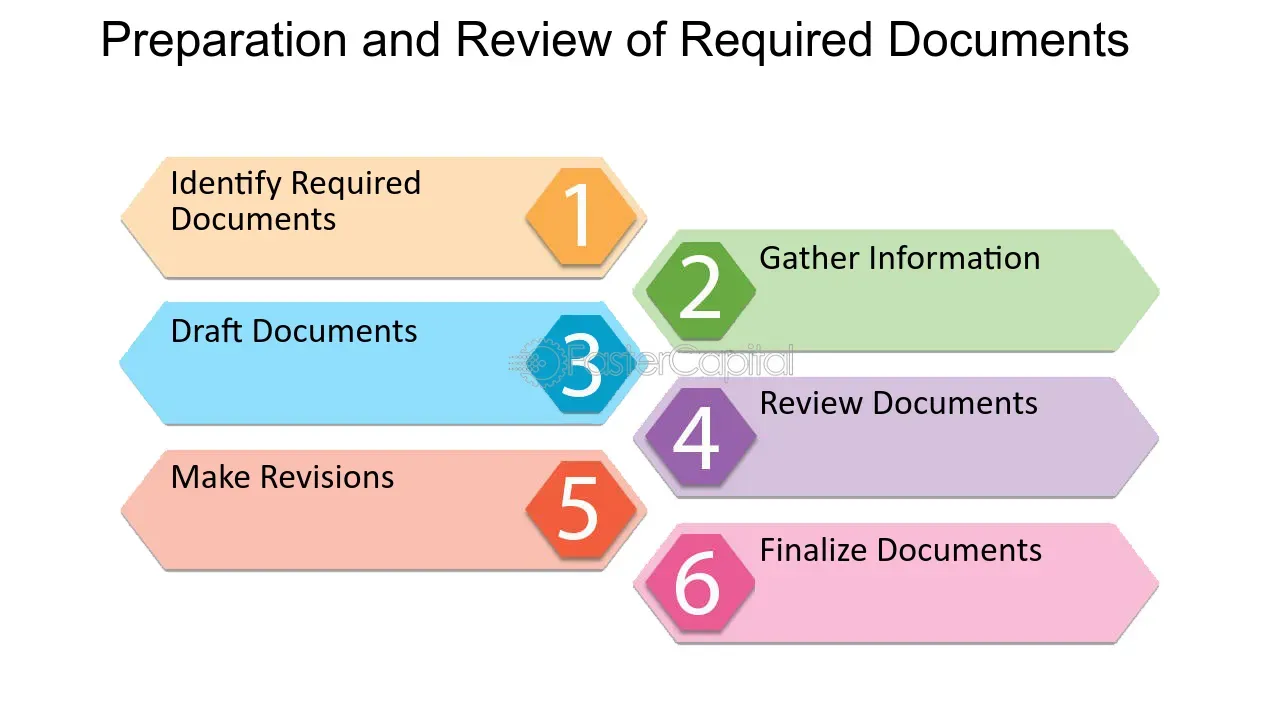 Preparation and Review of Required Documents
Identify Required
Documents
1
2
Gather Information
Draft Documents
3
FasterCapital
4
Review Documents
Make Revisions
5
6
Finalize Documents